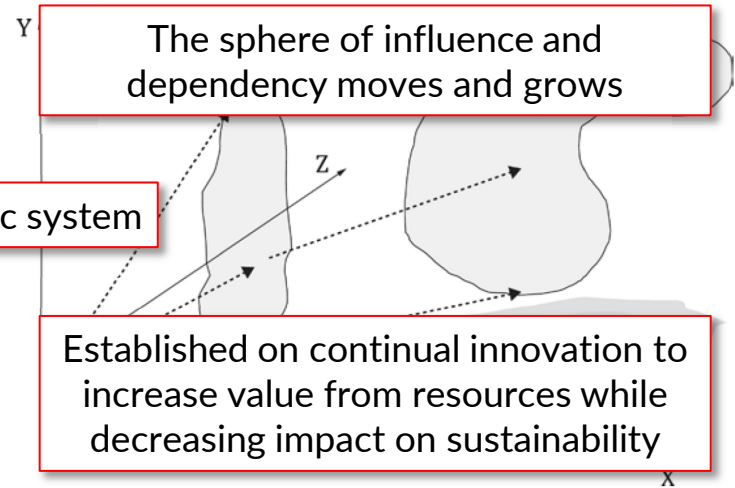 Y
The sphere of influence and
dependency moves and grows
Z
c system
Established on continual innovation to
increase value from resources while
decreasing impact on sustainability
X